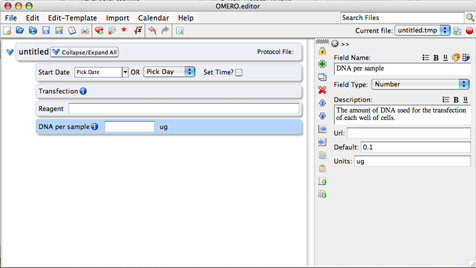 OMERO.editor
File Edit Edit-Template Import Calendar Help
Search Files
Current file: untitled.tmp
untitled Collapse/Expand All Protocol File:
Start Date Pick Date OR Pick Day Set Time?
Transfection
Reagent
DNA per sample ug
>>
Field Name: B U
DNA per sample
Field Type: Number
Description: B U
The amount of DNA used for the transfection
of each well of cells.
Url:
Default: 0.1
Units: ug